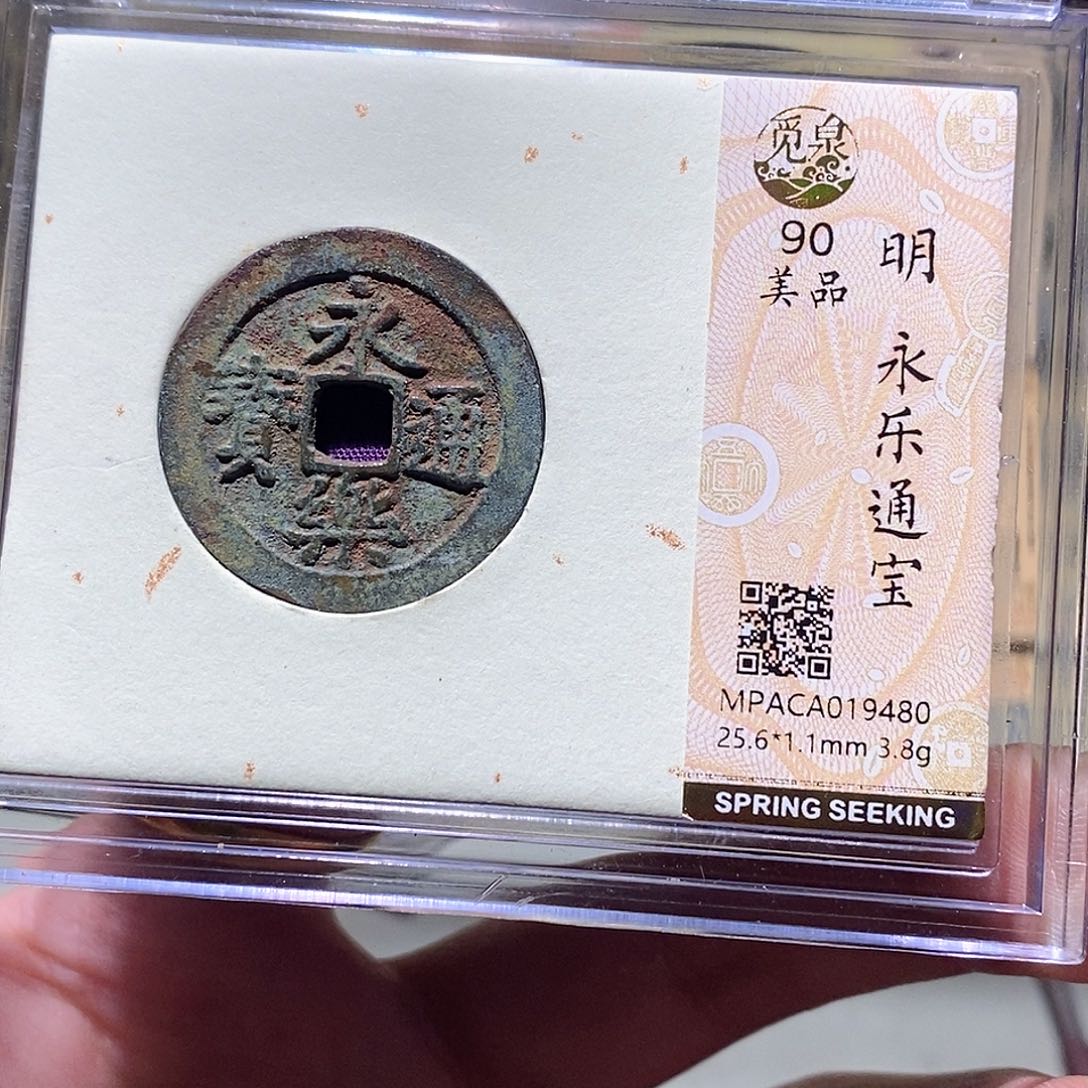 永樂通寶
觅泉
90
美品
明 永乐通宝
MPACA019480
25.6*1.1mm 3.8g
SPRING SEEKING